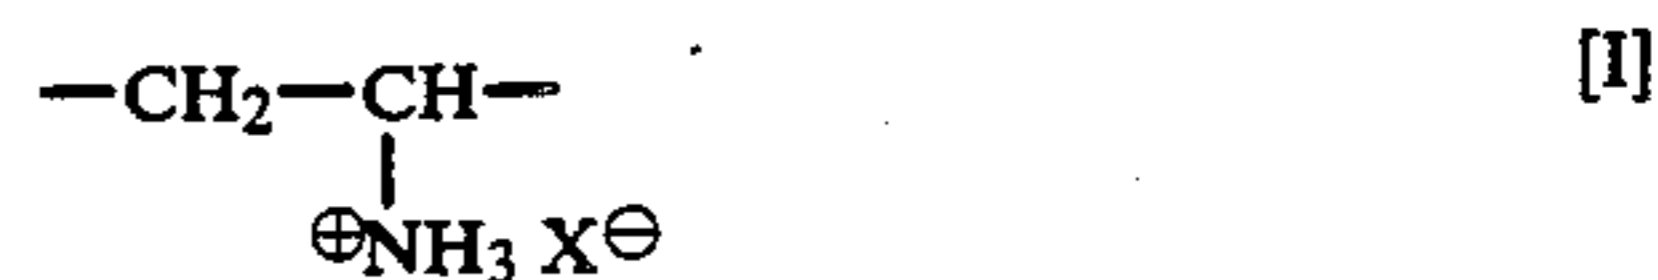 —CH₂—CH— [I]
⊕NH₃ X⊖